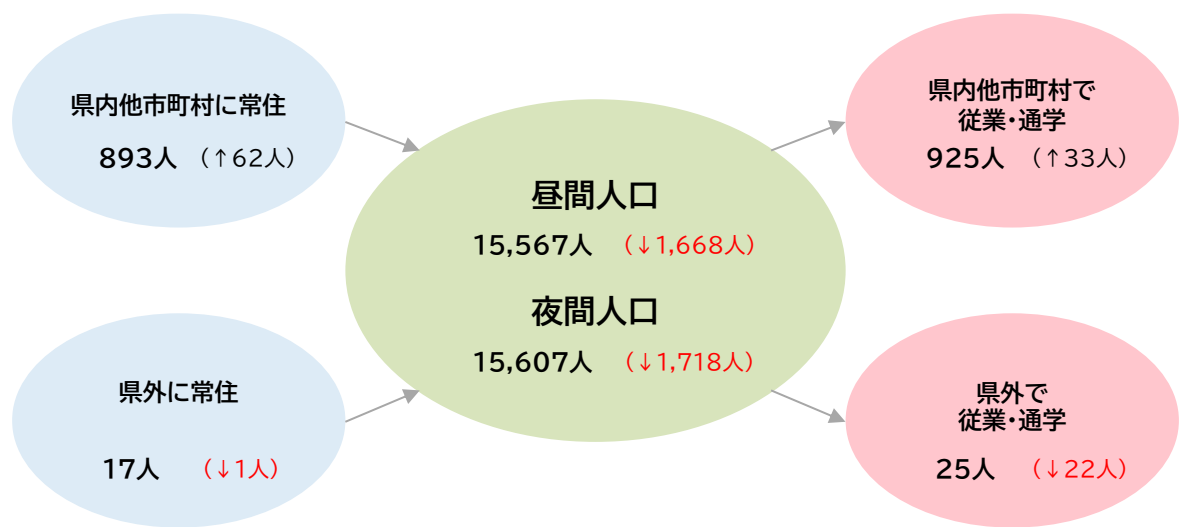 県内他市町村に常住
893人 (↑62人)
県外に常住
17人 (↓1人)
昼間人口
15,567人 (↓1,668人)
夜間人口
15,607人 (↓1,718人)
県内他市町村で
従業・通学
925人 (↑33人)
県外で
従業・通学
25人 (↓22人)